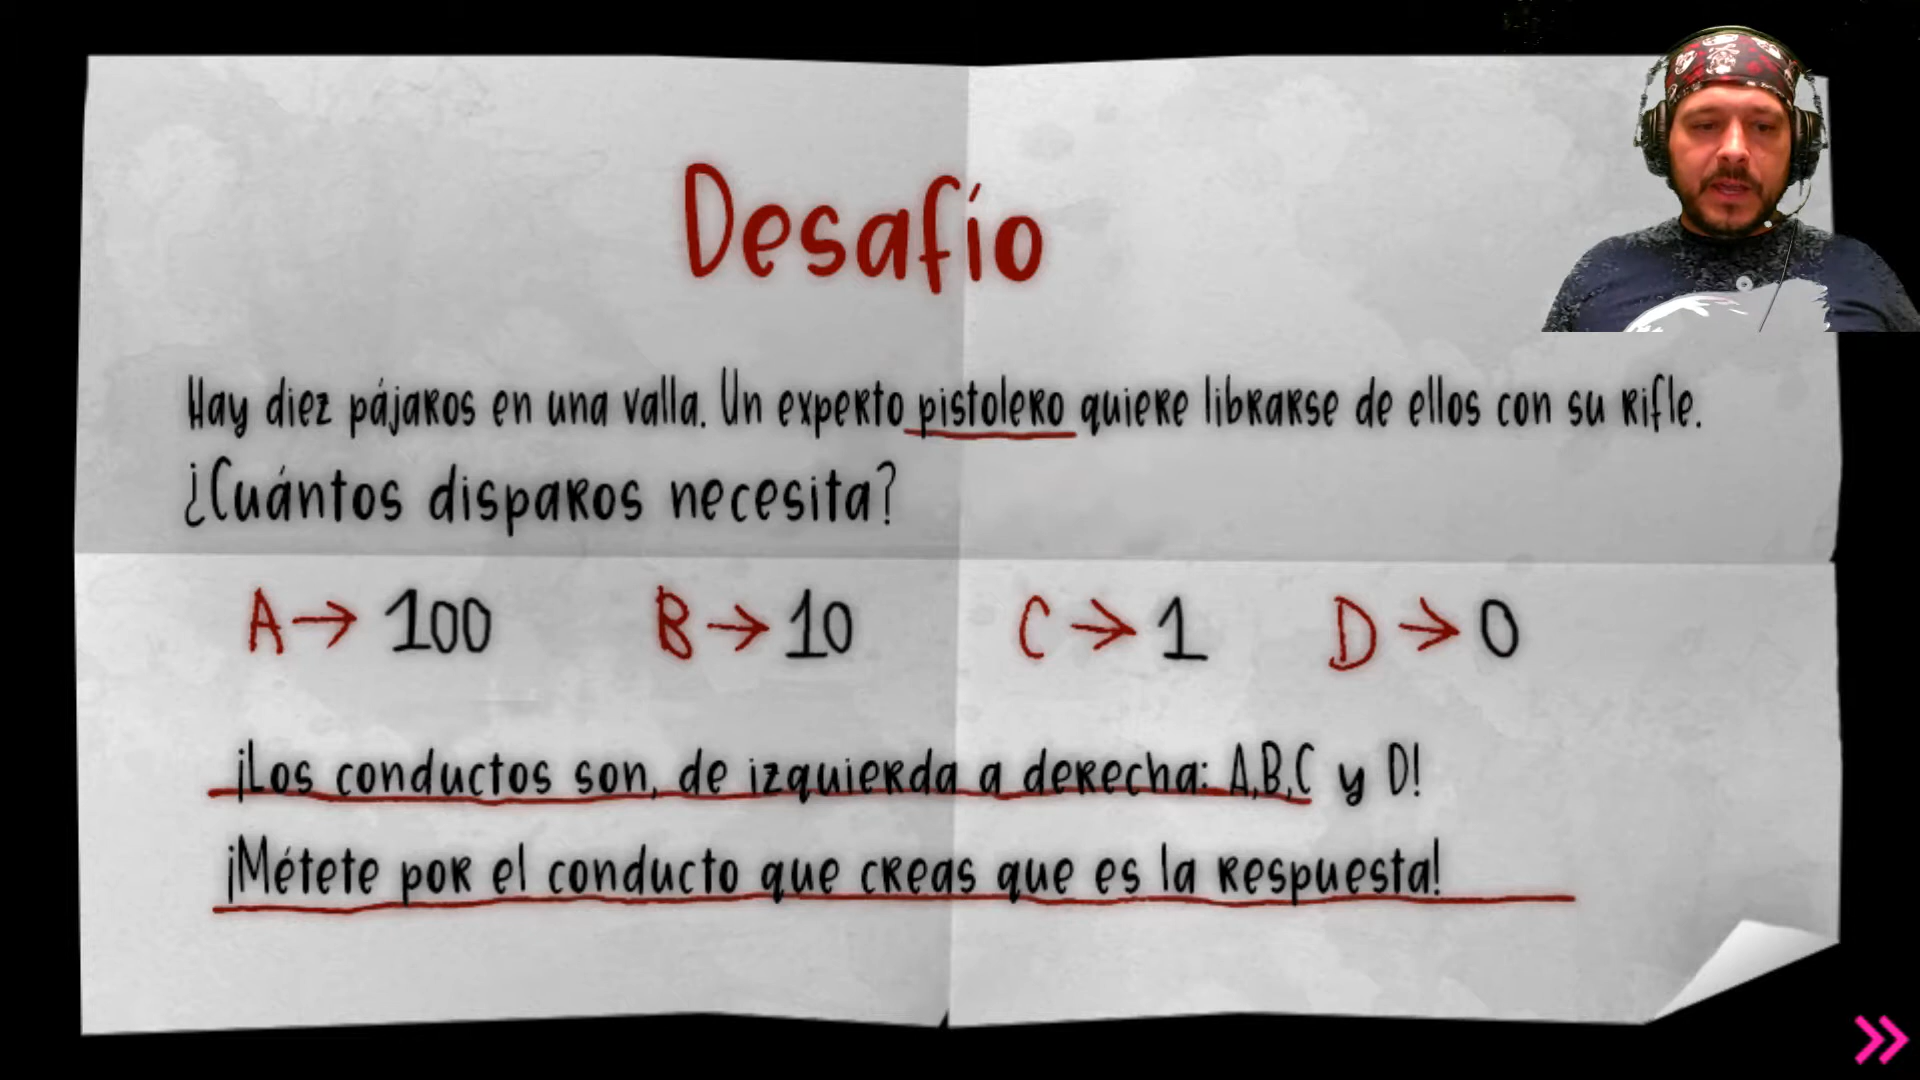 Desafío
Hay diez pájaros en una valla. Un experto pistolero quiere librarse de ellos con su rifle.
¿Cuántos disparos necesita?
A→100 B→10 C→1 D→0
¡Los conductos son, de izquierda a derecha: A,B,C y D!
¡Métete por el conducto que creas que es la respuesta!